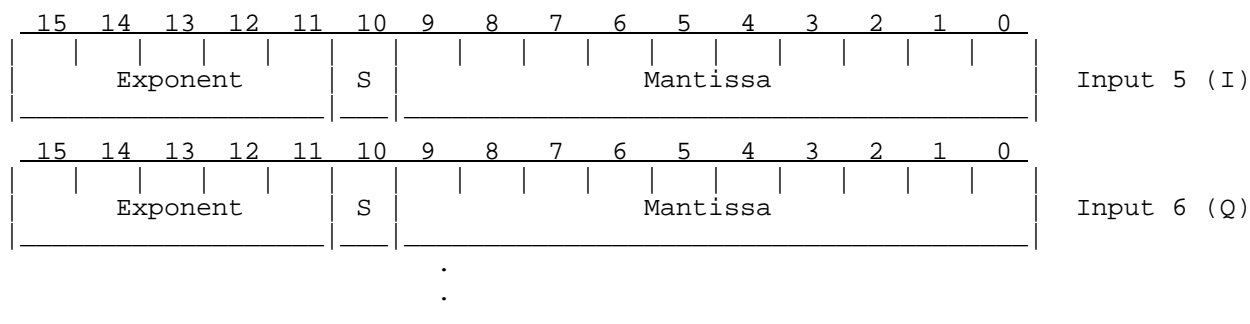 15 14 13 12 11 10 9 8 7 6 5 4 3 2 1 0
Exponent S Mantissa Input 5 (I)
15 14 13 12 11 10 9 8 7 6 5 4 3 2 1 0
Exponent S Mantissa Input 6 (Q)
.
.